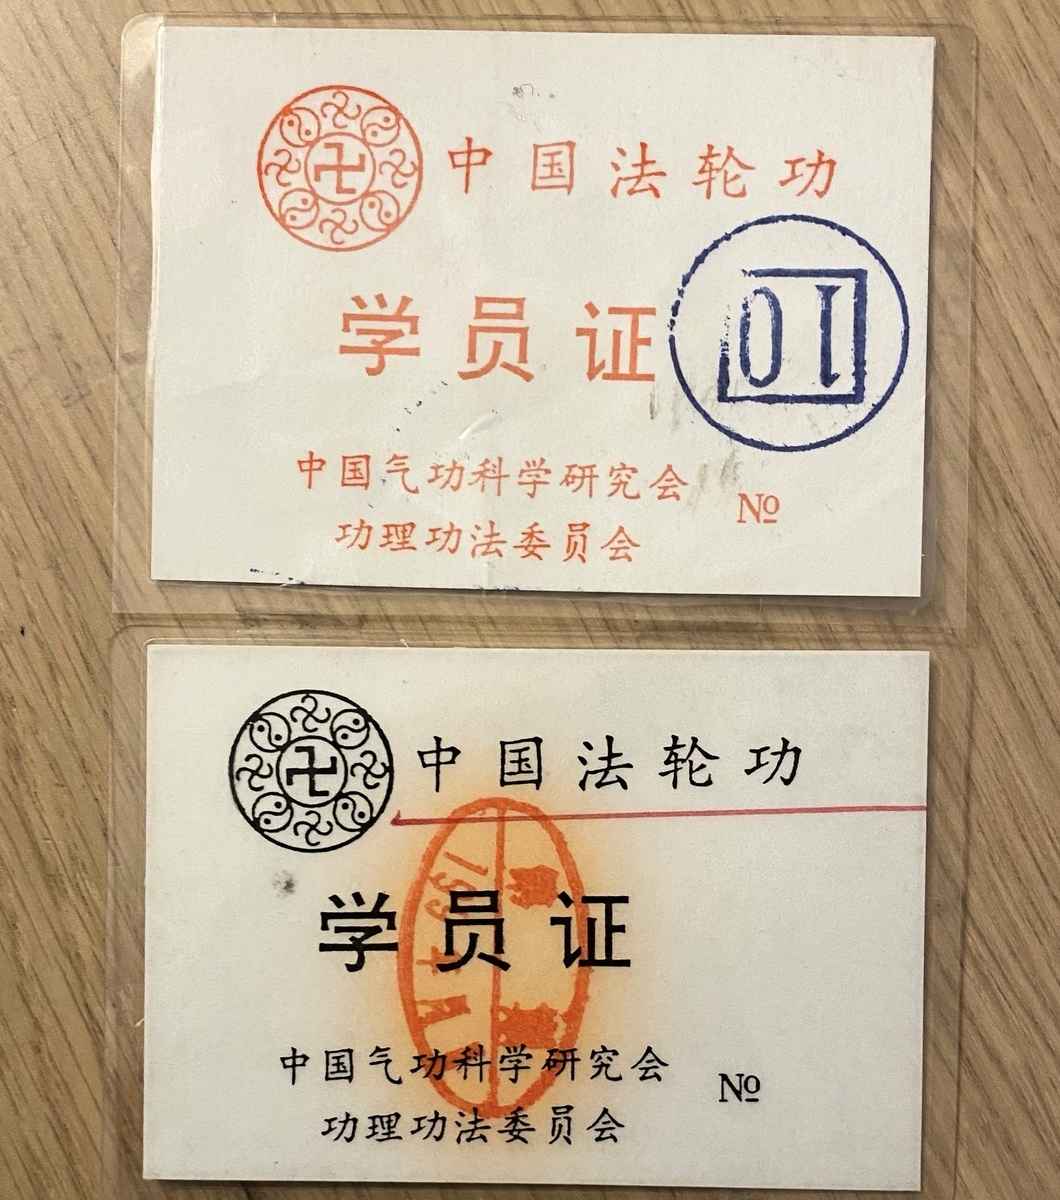 中国法轮功
学员证
01
中国气功科学研究会
功理功法委员会
№
中国法轮功
学员证
中国气功科学研究会
功理功法委员会
№